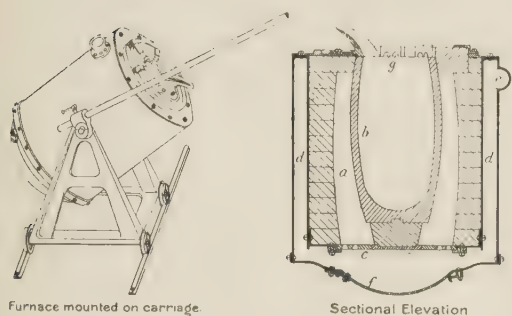 g
b
a
d
d
e
c
f
Furnace mounted on carriage.
Sectional Elevation